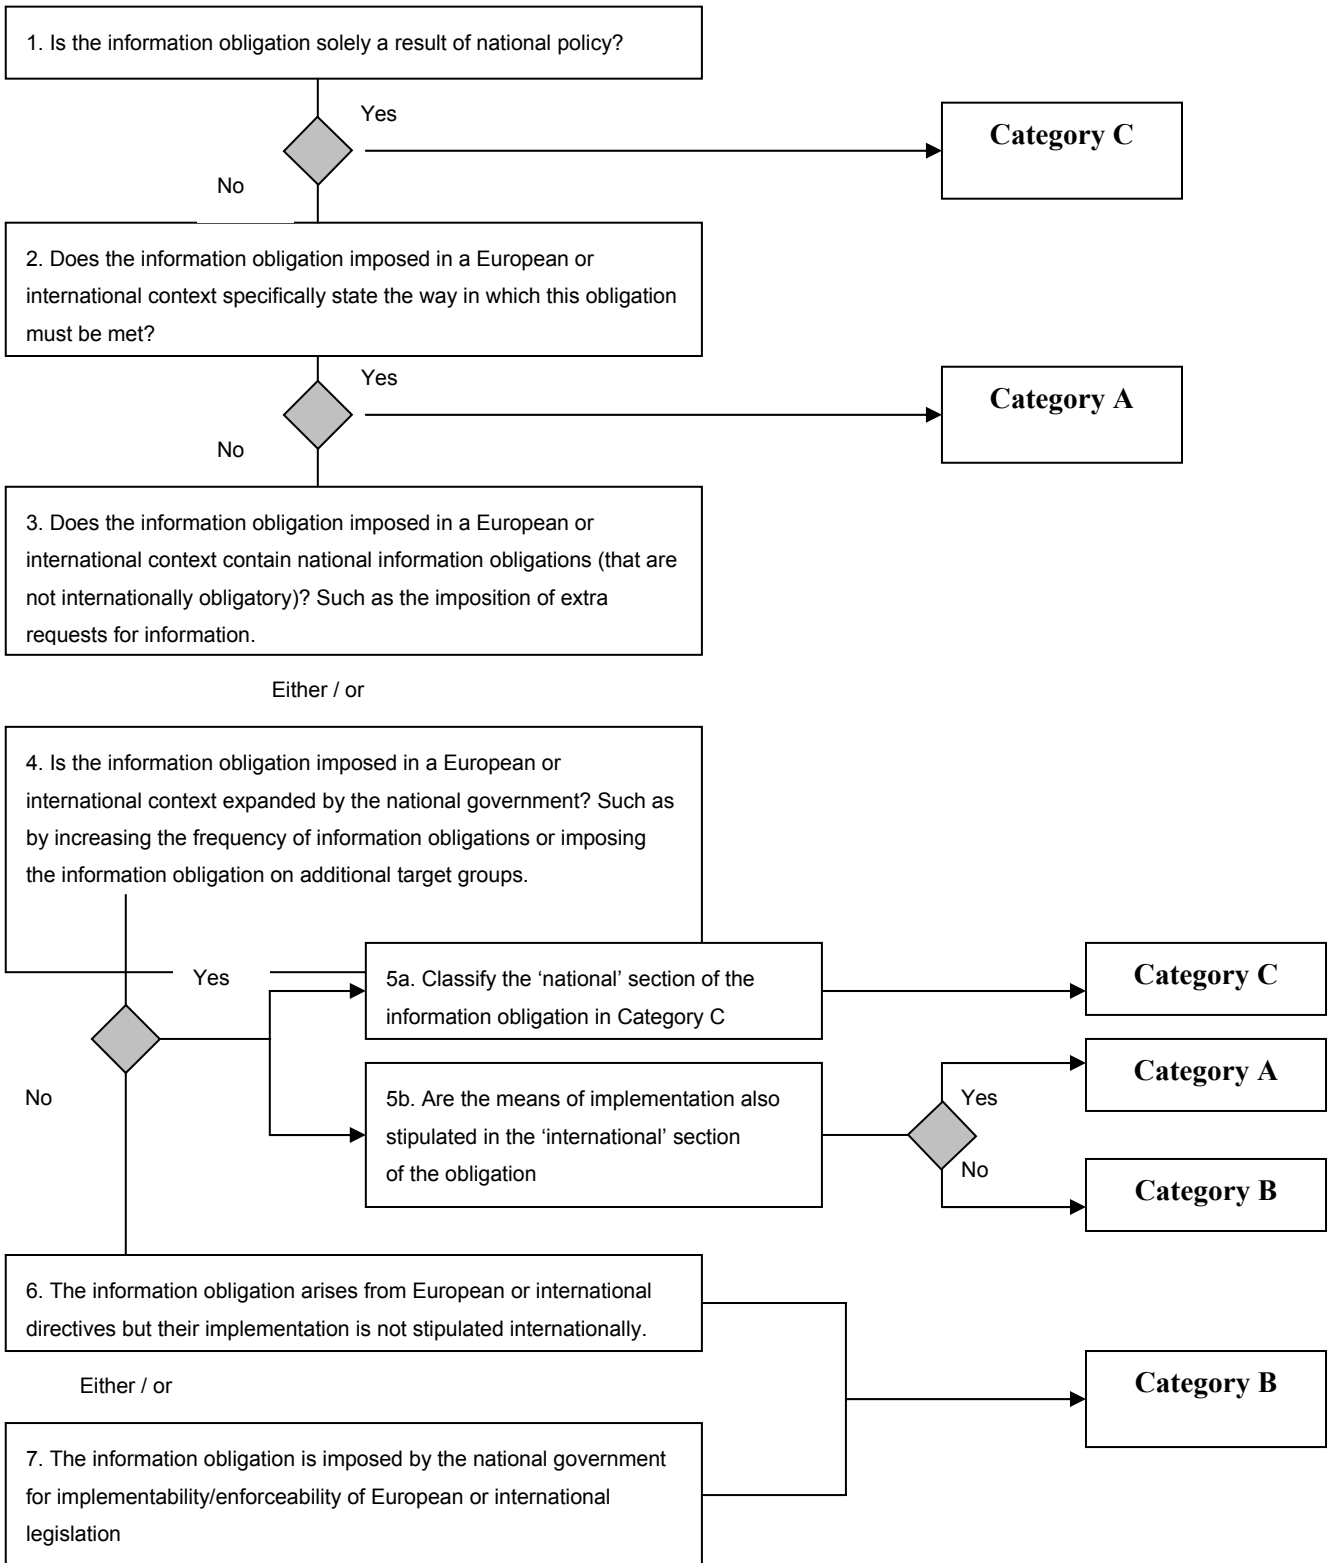 1. Is the information obligation solely a result of national policy?
Yes
Category C
No
2. Does the information obligation imposed in a European or
international context specifically state the way in which this obligation
must be met?
Yes
Category A
No
3. Does the information obligation imposed in a European or
international context contain national information obligations (that are
not internationally obligatory)? Such as the imposition of extra
requests for information.
Either / or
4. Is the information obligation imposed in a European or
international context expanded by the national government? Such as
by increasing the frequency of information obligations or imposing
the information obligation on additional target groups.
Yes
5a. Classify the ‘national’ section of the
information obligation in Category C
Category C
No
5b. Are the means of implementation also
stipulated in the ‘international’ section
of the obligation
Yes
Category A
No
Category B
6. The information obligation arises from European or international
directives but their implementation is not stipulated internationally.
Either / or
Category B
7. The information obligation is imposed by the national government
for implementability/enforceability of European or international
legislation